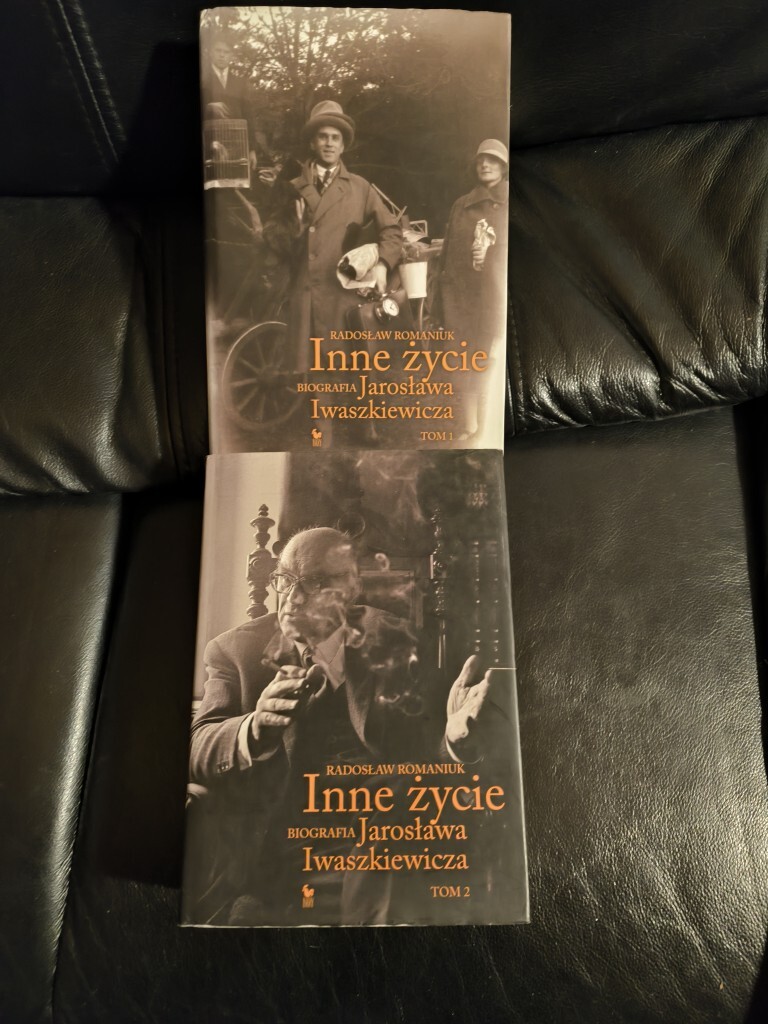 RADOSŁAW ROMANIUK
Inne życie
BIOGRAFIA Jarosława
Iwaszkiewicza
TOM 1
RADOSŁAW ROMANIUK
Inne życie
BIOGRAFIA Jarosława
Iwaszkiewicza
TOM 2